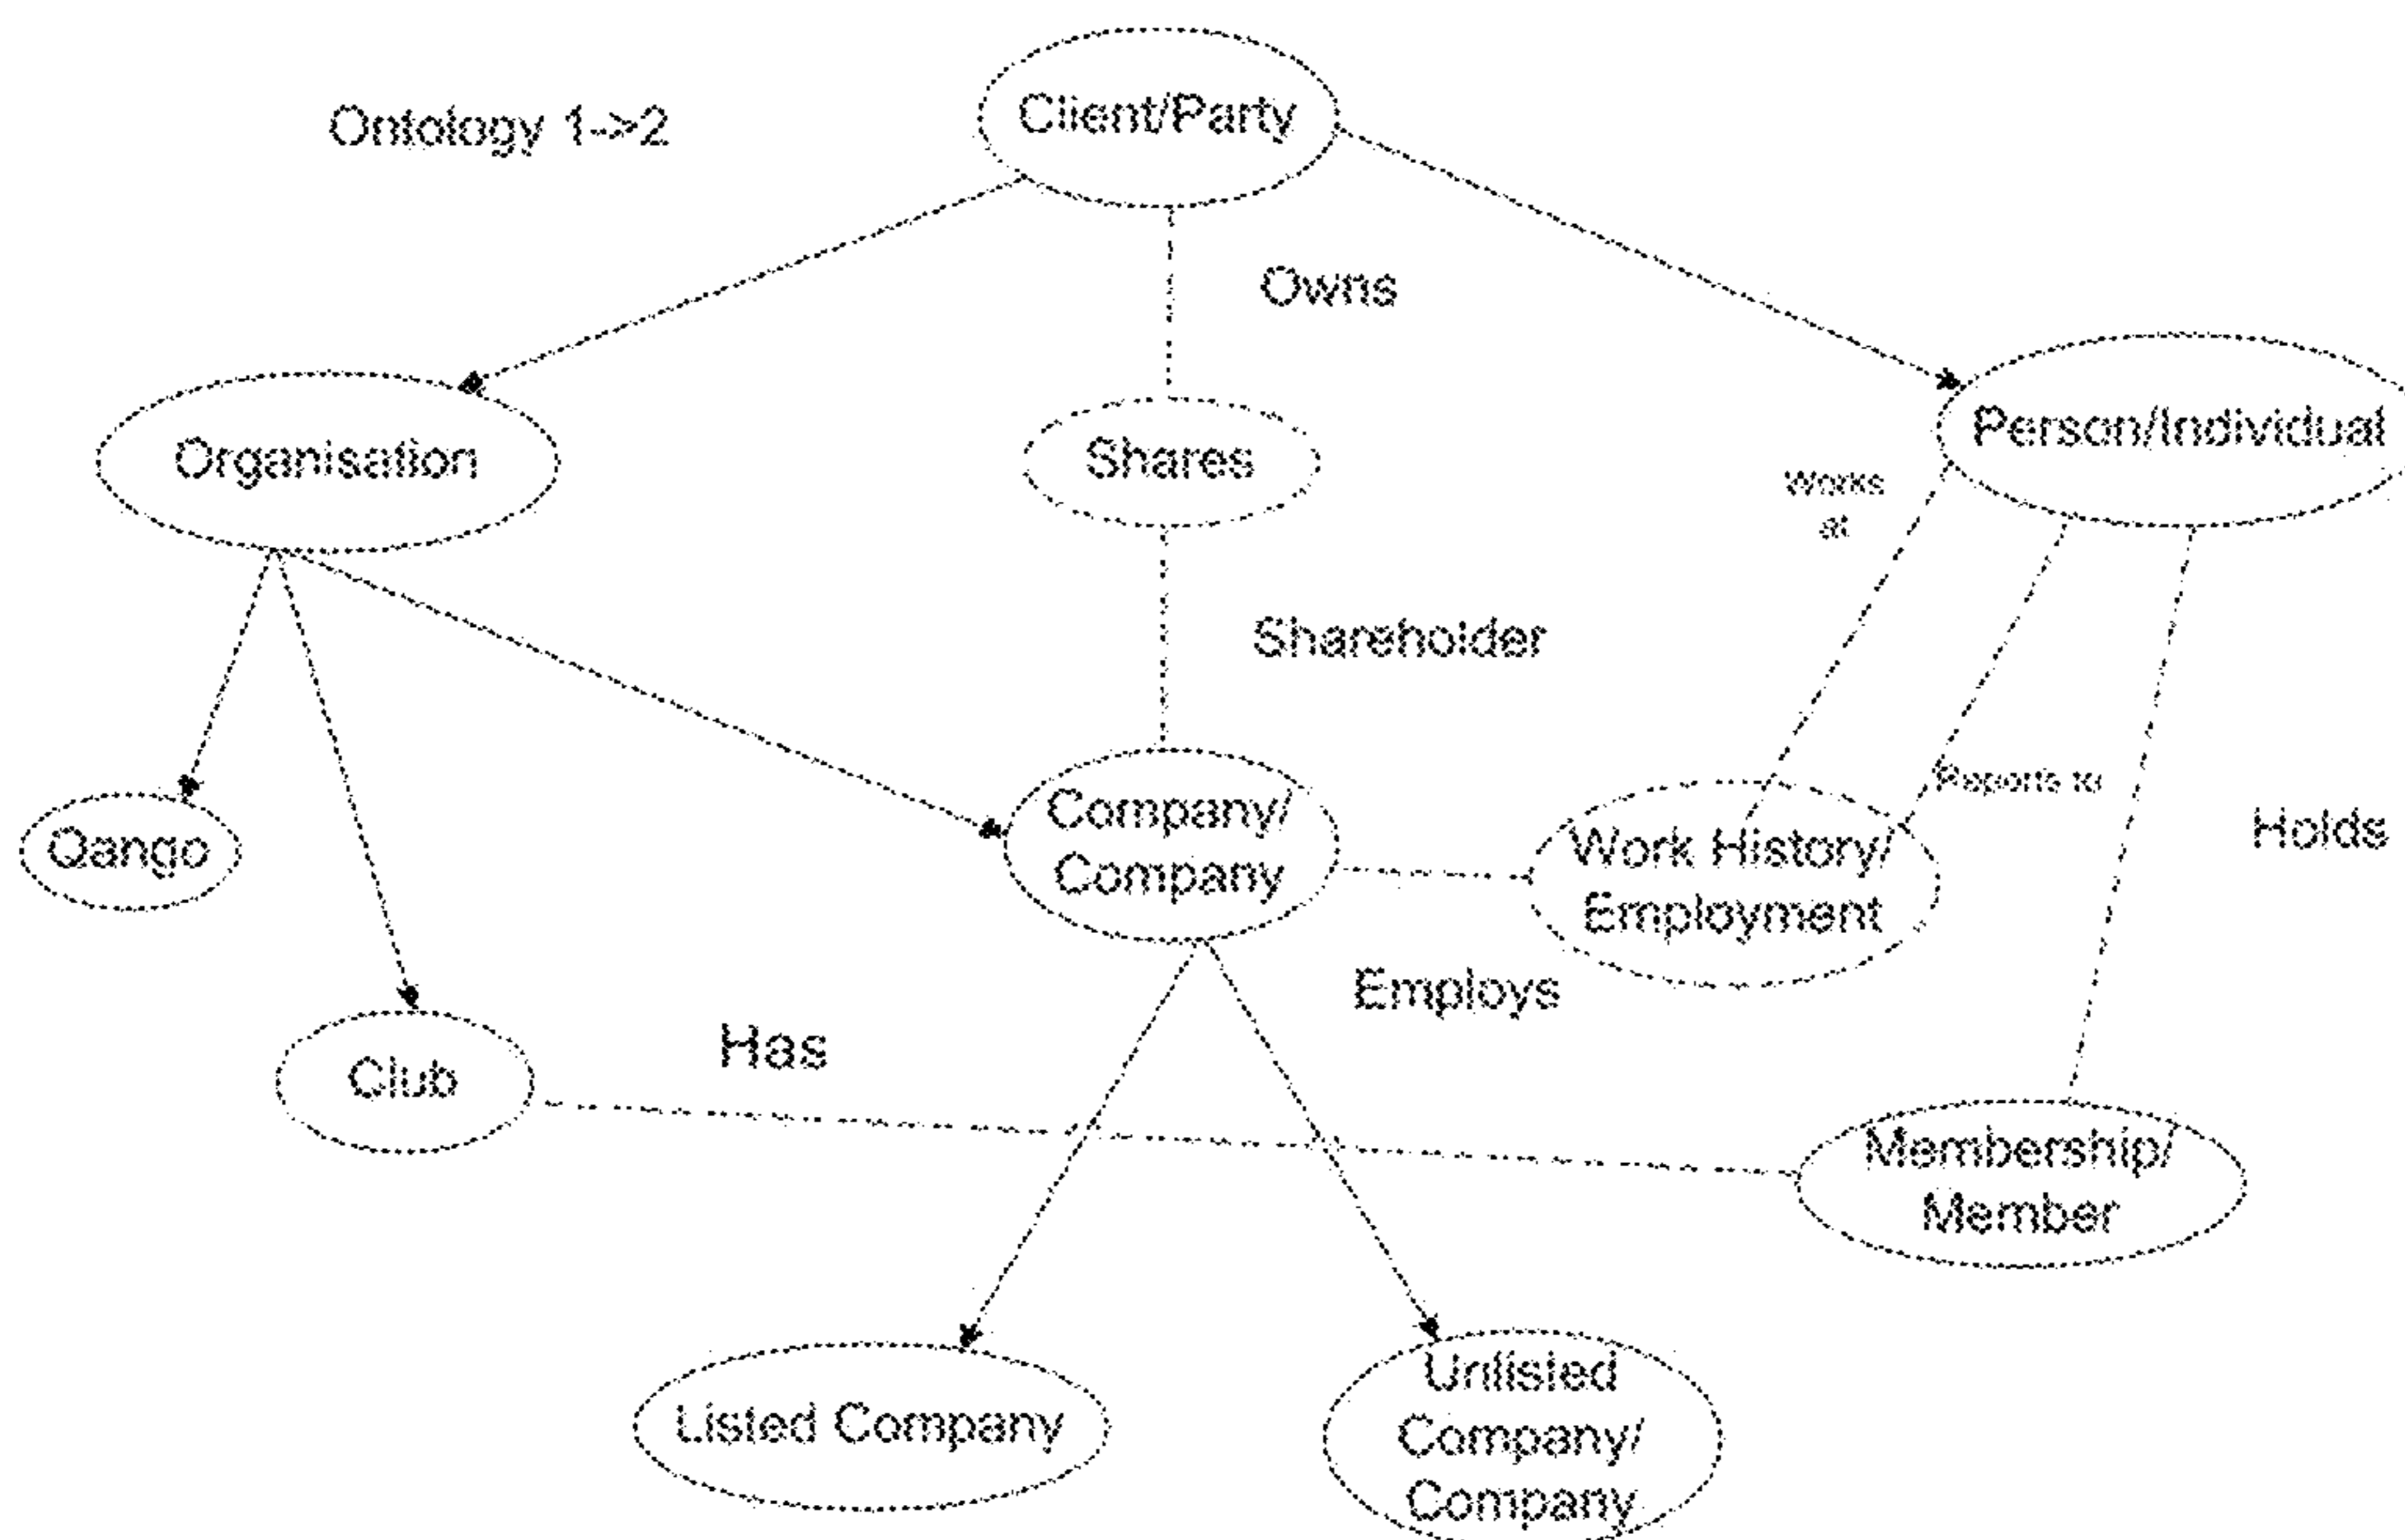 Ontology 1->2
Client/Party
Owns
Organisation
Shares
Person/Individual
Works
at
Shareholder
Qango
Company/
Company
Work History/
Employment
Reports to
Holds
Employs
Club
Has
Membership/
Member
Listed Company
Unlisted
Company/
Company